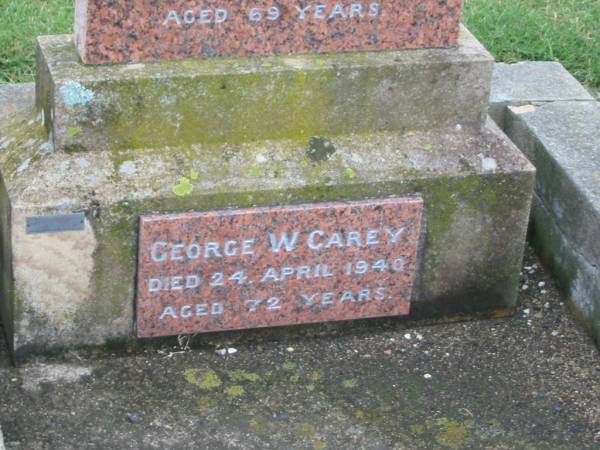 AGED 69 YEARS.
GEORGE W CAREY
DIED 24, APRIL 1940
AGED 72 YEARS.